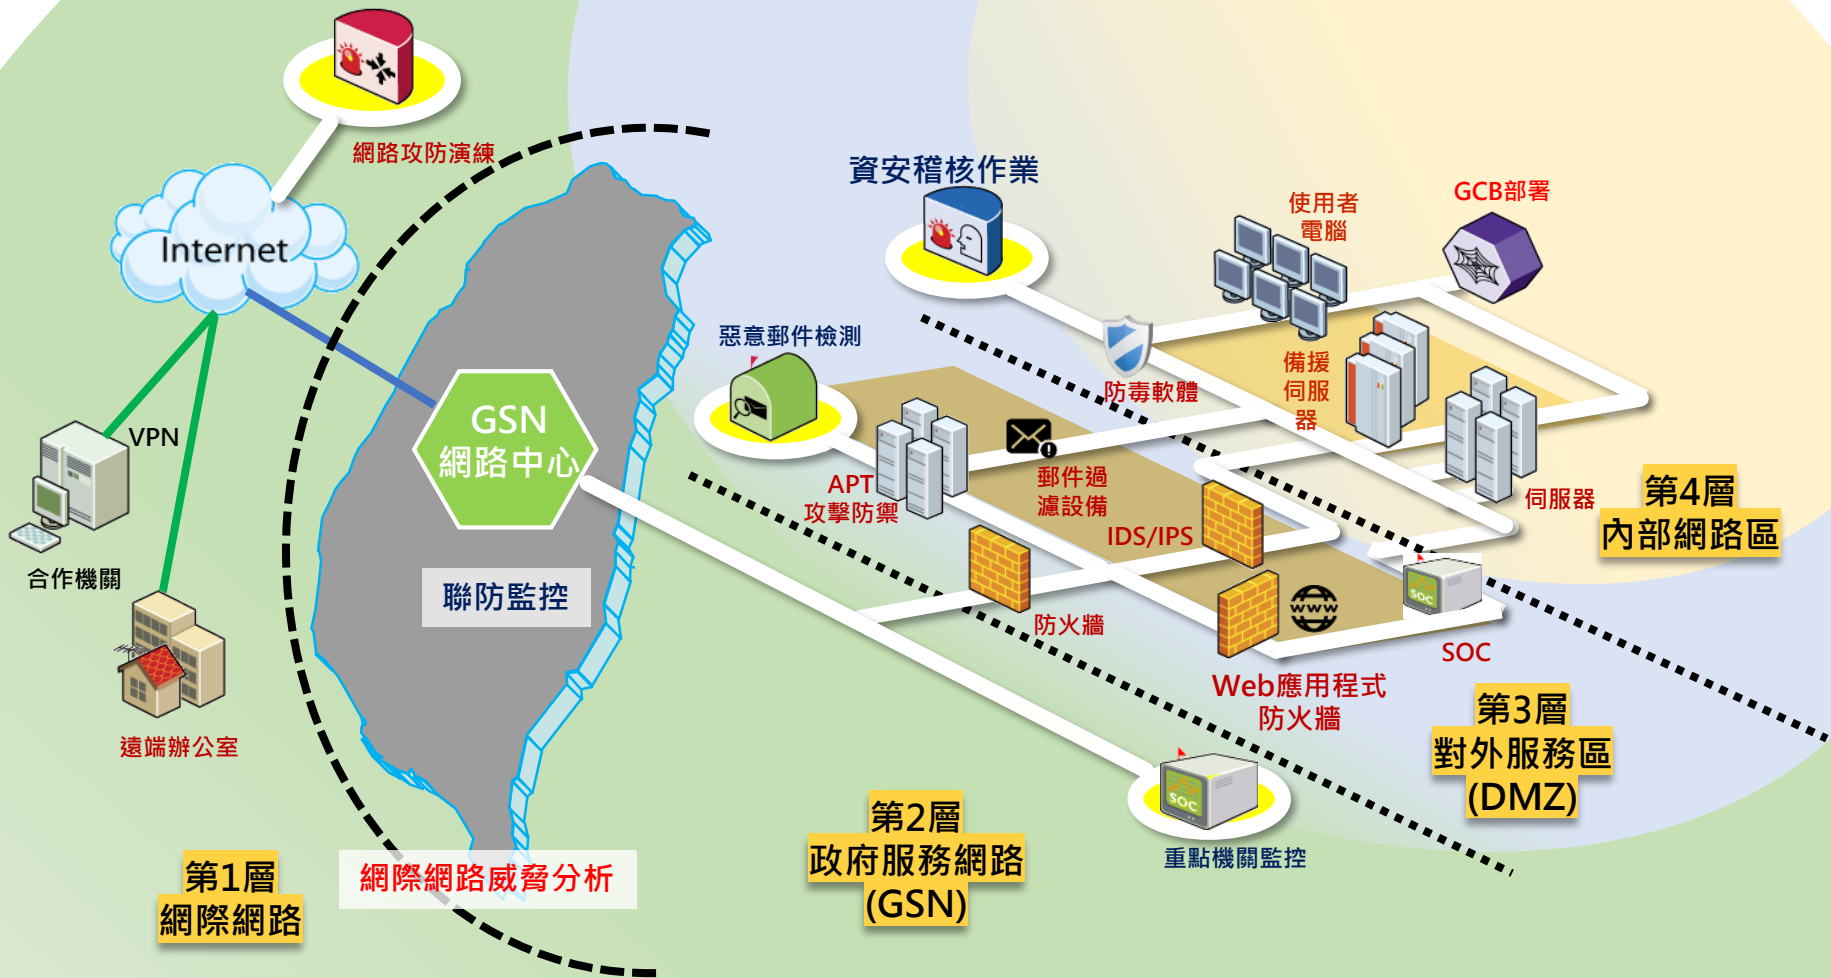 網路攻防演練
Internet
VPN
合作機關
遠端辦公室
第1層
網際網路
GSN
網路中心
聯防監控
網際網路威脅分析
資安稽核作業
惡意郵件檢測
APT
攻擊防禦
郵件過
濾設備
防毒軟體
使用者
電腦
GCB部署
備援
伺服
器
伺服器
IDS/IPS
防火牆
www
Web應用程式
防火牆
SOC
SOC
SOC
重點機關監控
第2層
政府服務網路
(GSN)
第3層
對外服務區
(DMZ)
第4層
內部網路區